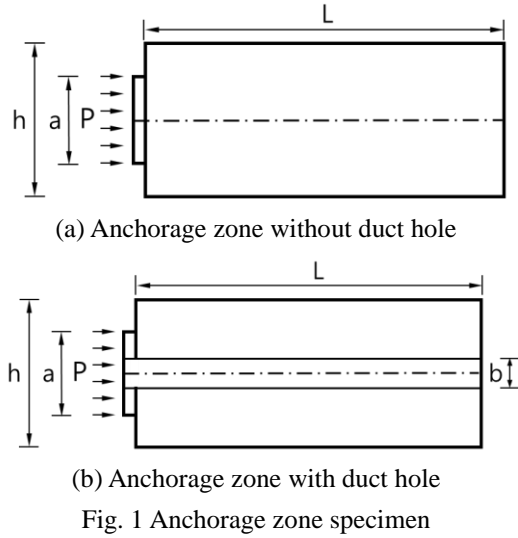 L
h
a
P
(a) Anchorage zone without duct hole
L
h
a
P
b
(b) Anchorage zone with duct hole
Fig. 1 Anchorage zone specimen